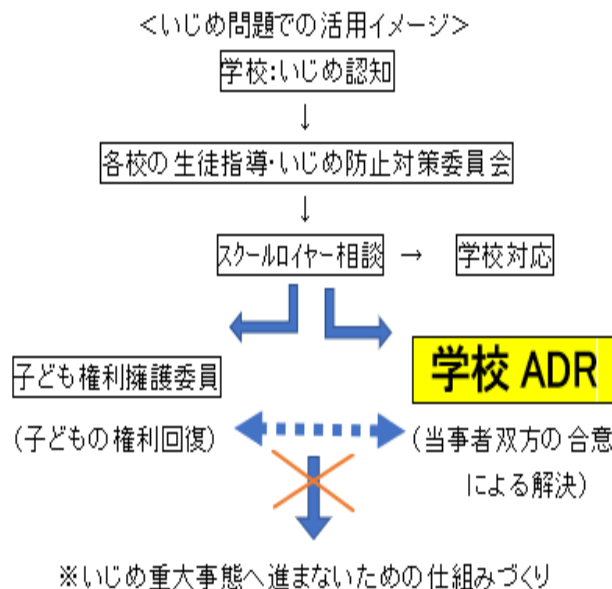 ＜いじめ問題での活用イメージ＞
学校:いじめ認知
↓
各校の生徒指導・いじめ防止対策委員会
↓
スクールロイヤー相談 → 学校対応
子ども権利擁護委員 学校 ADR
(子どもの権利回復) (当事者双方の合意
による解決)
※いじめ重大事態へ進まないための仕組みづくり